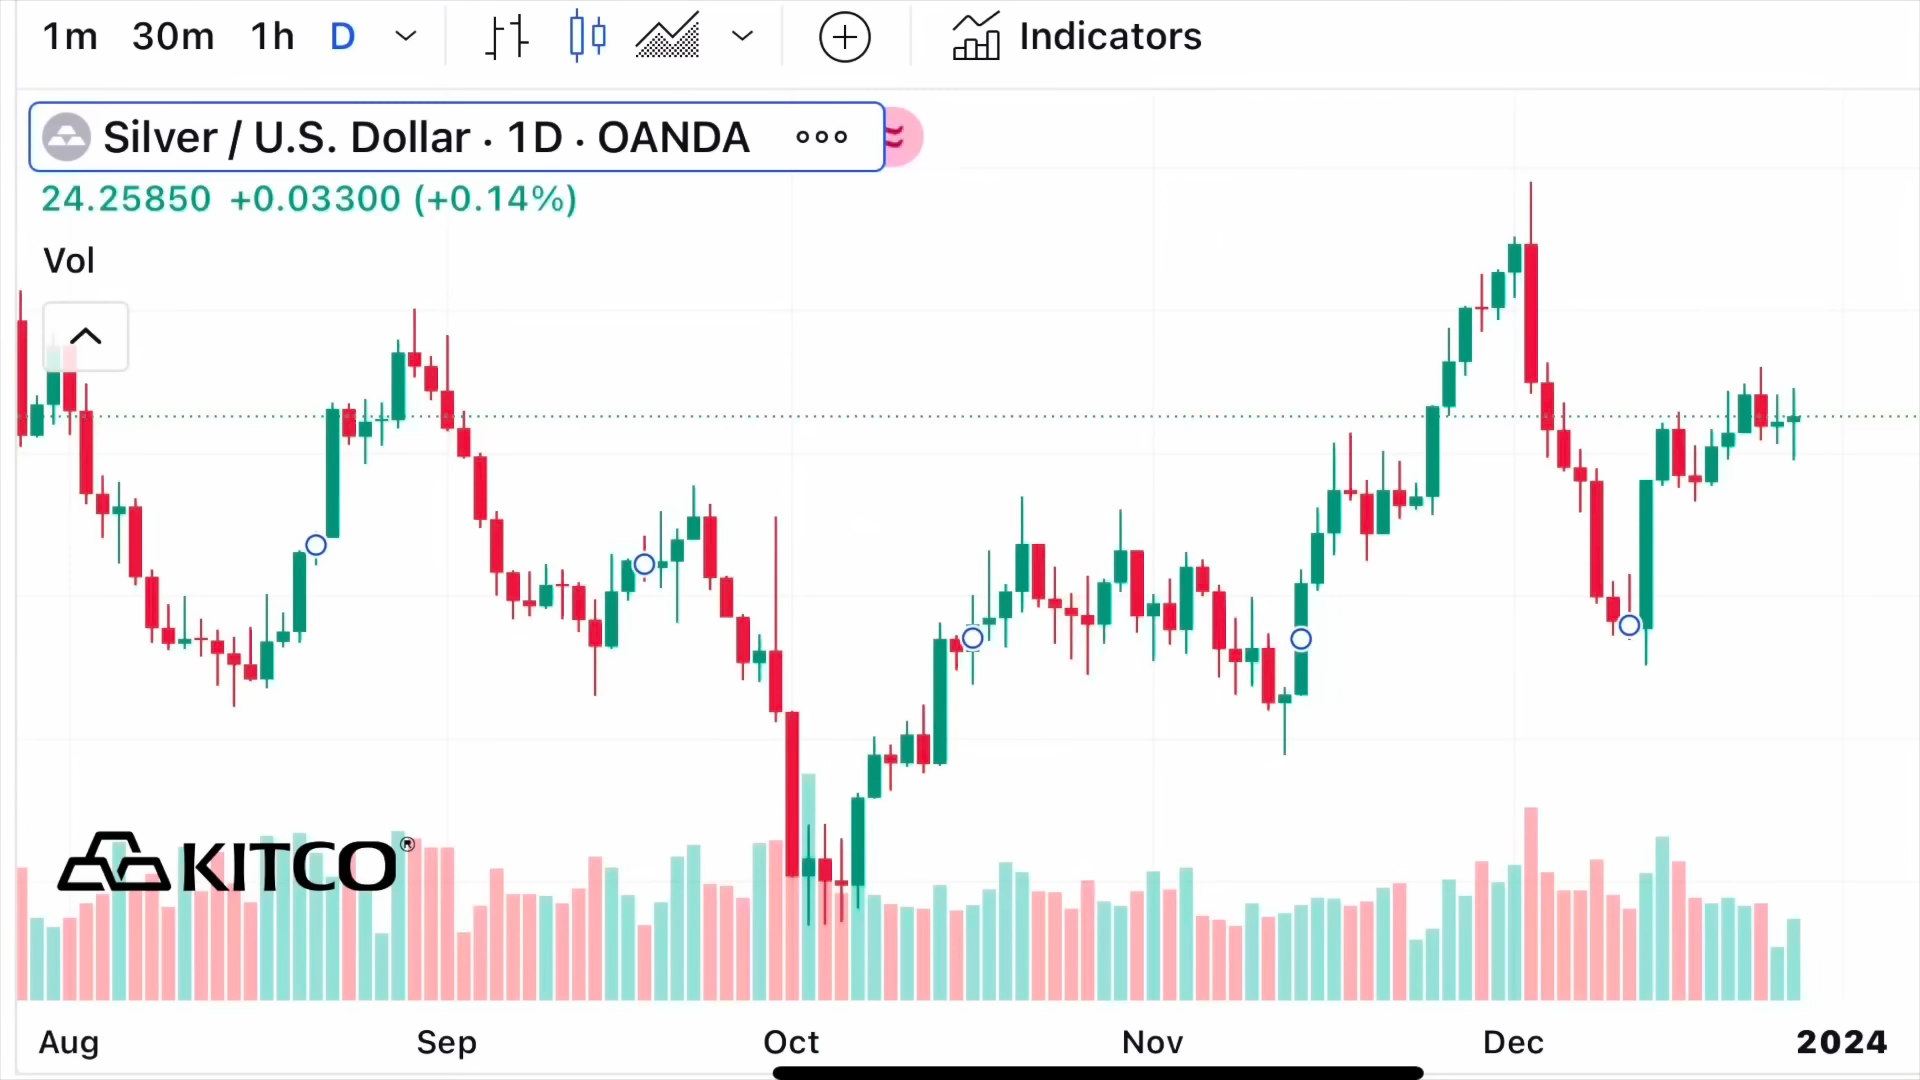 1m 30m 1h D Indicators
Silver / U.S. Dollar · 1D · OANDA
24.25850 +0.03300 (+0.14%)
Vol
KITCO®
Aug Sep Oct Nov Dec 2024